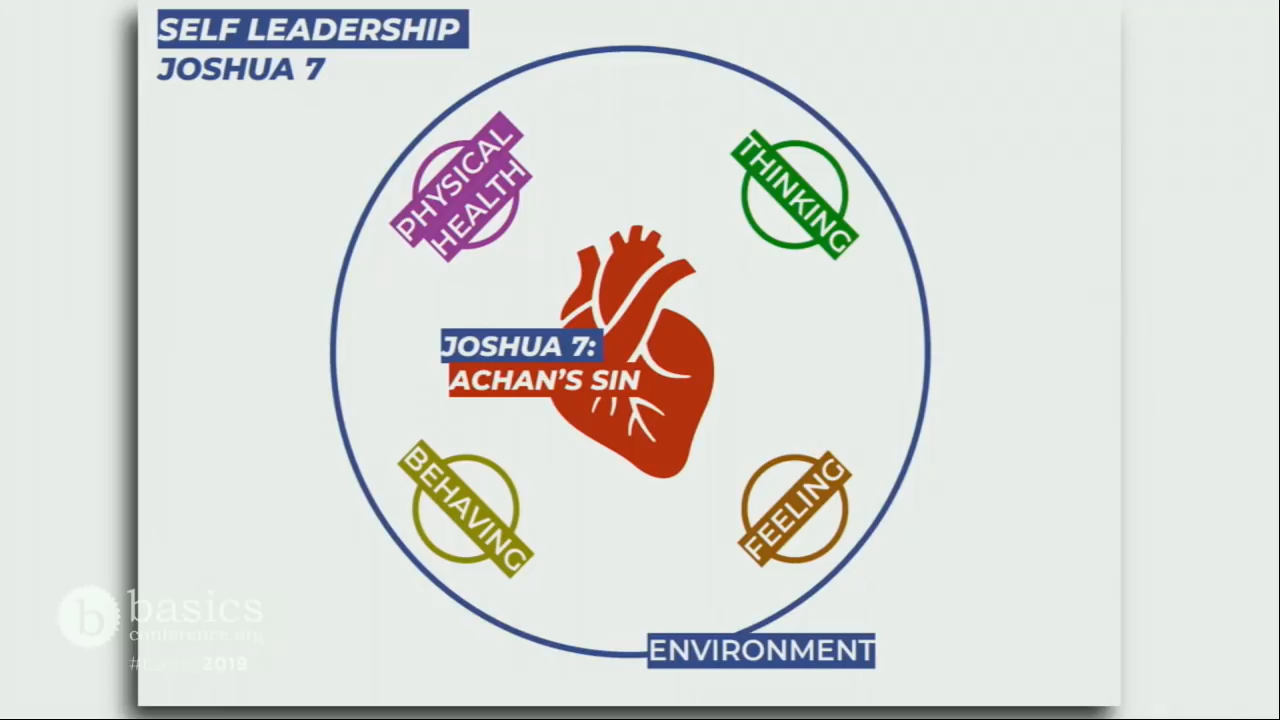 SELF LEADERSHIP
JOSHUA 7
PHYSICAL
HEALTH
THINKING
JOSHUA 7:
ACHAN’S SIN
BEHAVING
FEELING
ENVIRONMENT
b basics
conference.org
2019